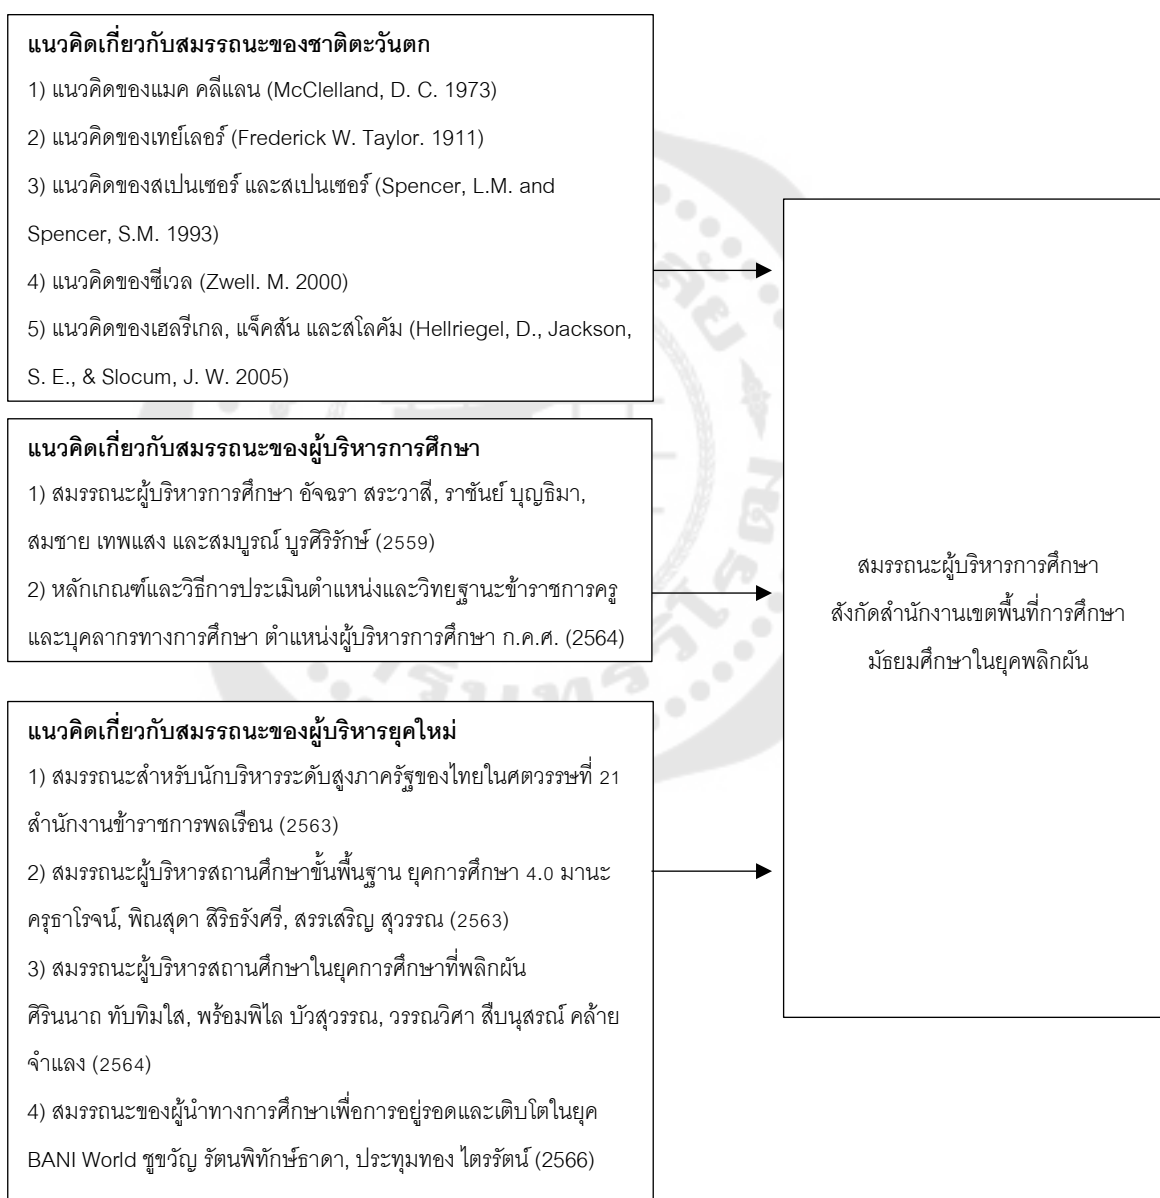 แนวคิดเกี่ยวกับสมรรถนะของชาติตะวันตก
1) แนวคิดของแมค คลีแลน (McClelland, D. C. 1973)
2) แนวคิดของเทย์เลอร์ (Frederick W. Taylor. 1911)
3) แนวคิดของสเปนเซอร์ และสเปนเซอร์ (Spencer, L.M. and
Spencer, S.M. 1993)
4) แนวคิดของซีเวล (Zwell. M. 2000)
5) แนวคิดของเฮลรีเกล, แจ็คสัน และสโลคัม (Hellriegel, D., Jackson,
S. E., & Slocum, J. W. 2005)
แนวคิดเกี่ยวกับสมรรถนะของผู้บริหารการศึกษา
1) สมรรถนะผู้บริหารการศึกษา อัจฉรา สระวาสี, ราชันย์ บุญธิมา,
สมชาย เทพแสง และสมบูรณ์ บูรศิริรักษ์ (2559)
2) หลักเกณฑ์และวิธีการประเมินตำแหน่งและวิทยฐานะข้าราชการครู
และบุคลากรทางการศึกษา ตำแหน่งผู้บริหารการศึกษา ก.ค.ศ. (2564)
แนวคิดเกี่ยวกับสมรรถนะของผู้บริหารยุคใหม่
1) สมรรถนะสำหรับนักบริหารระดับสูงภาครัฐของไทยในศตวรรษที่ 21
สำนักงานข้าราชการพลเรือน (2563)
2) สมรรถนะผู้บริหารสถานศึกษาขั้นพื้นฐาน ยุคการศึกษา 4.0 มานะ
ครุธาโรจน์, พิณสุดา สิริธรังศรี, สรรเสริญ สุวรรณ (2563)
3) สมรรถนะผู้บริหารสถานศึกษาในยุคการศึกษาที่พลิกผัน
ศิรินนาถ ทับทิมใส, พร้อมพิไล บัวสุวรรณ, วรรณวิศา สืบนุสรณ์ คล้าย
จำแลง (2564)
4) สมรรถนะของผู้นำทางการศึกษาเพื่อการอยู่รอดและเติบโตในยุค
BANI World ชูขวัญ รัตนพิทักษ์ธาดา, ประทุมทอง ไตรรัตน์ (2566)
สมรรถนะผู้บริหารการศึกษา
สังกัดสำนักงานเขตพื้นที่การศึกษา
มัธยมศึกษาในยุคพลิกผัน